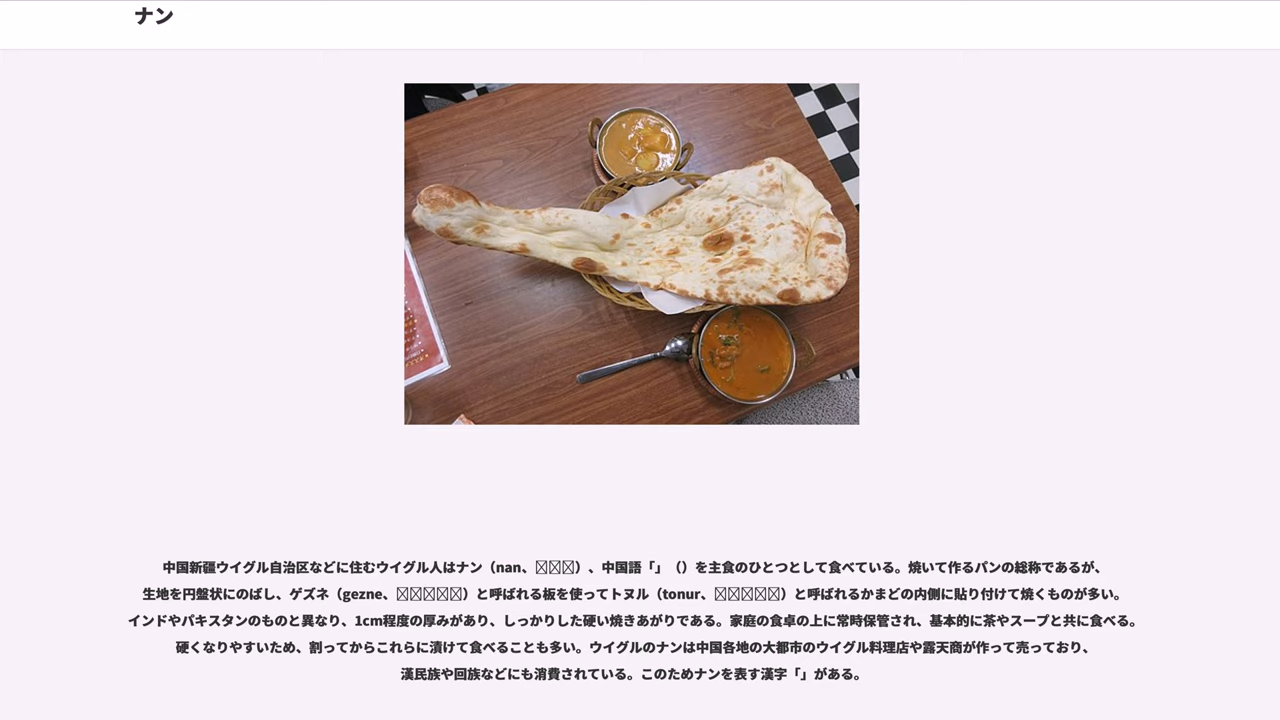 ナン
中国新疆ウイグル自治区などに住むウイグル人はナン（nan、□□□）、中国語「」（）を主食のひとつとして食べている。焼いて作るパンの総称であるが、
生地を円盤状にのばし、ゲズネ（gezne、□□□□□）と呼ばれる板を使ってトヌル（tonur、□□□□□）と呼ばれるかまどの内側に貼り付けて焼くものが多い。
インドやパキスタンのものと異なり、1cm程度の厚みがあり、しっかりした硬い焼きあがりである。家庭の食卓の上に常時保管され、基本的に茶やスープと共に食べる。
硬くなりやすいため、割ってからこれらに漬けて食べることも多い。ウイグルのナンは中国各地の大都市のウイグル料理店や露天商が作って売っており、
漢民族や回族などにも消費されている。このためナンを表す漢字「」がある。